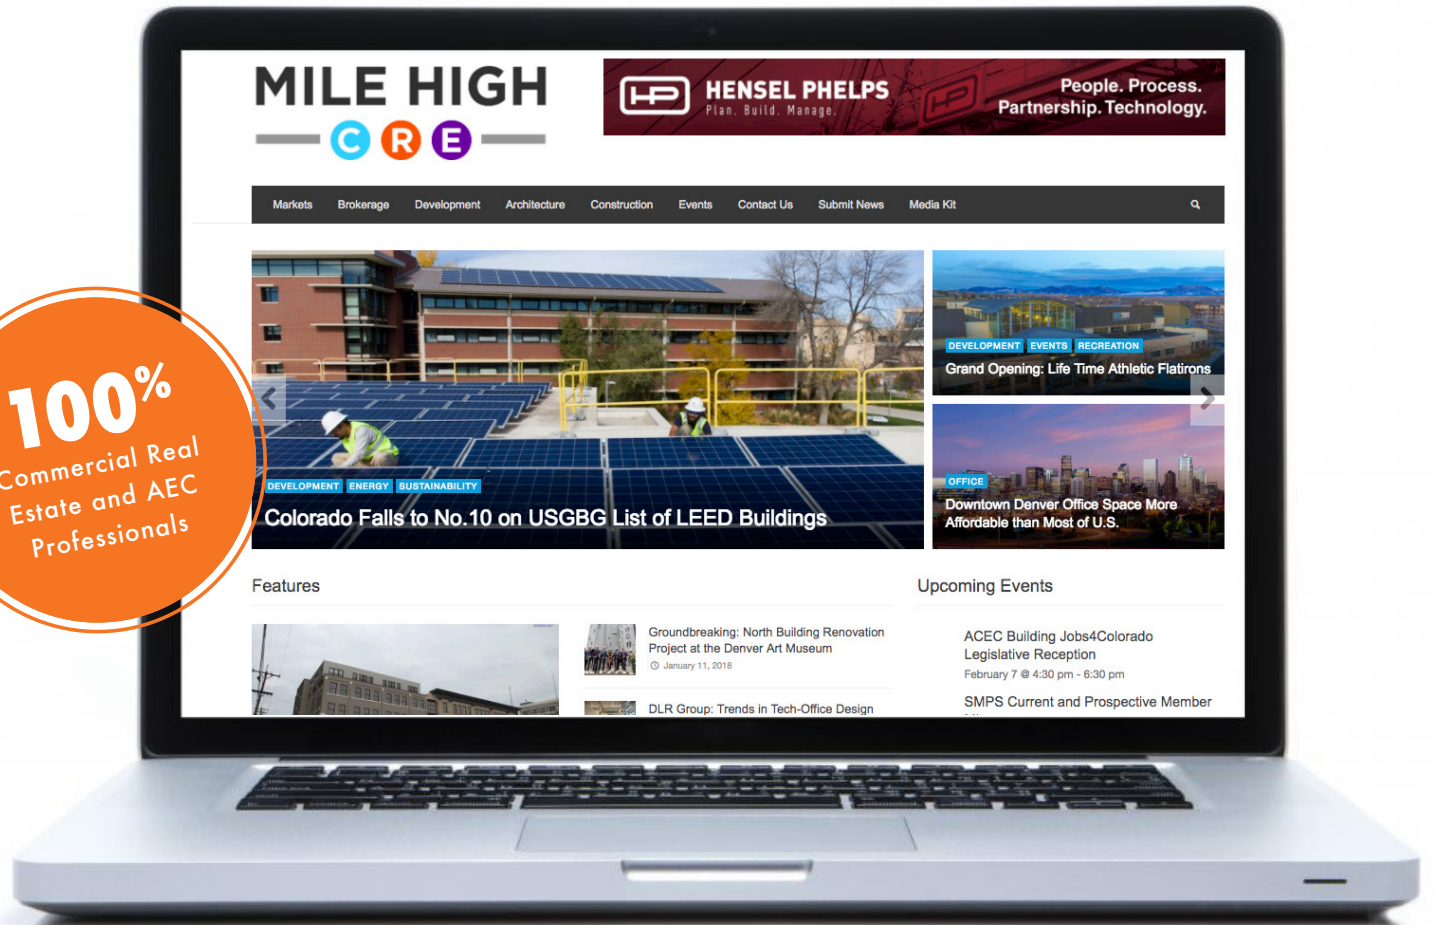 MILE HIGH
C R E
HP HENSEL PHELPS
Plan. Build. Manage.
People. Process.
Partnership. Technology.
Markets Brokerage Development Architecture Construction Events Contact Us Submit News Media Kit
DEVELOPMENT ENERGY SUSTAINABILITY
Colorado Falls to No.10 on USGBG List of LEED Buildings
DEVELOPMENT EVENTS RECREATION
Grand Opening: Life Time Athletic Flatirons
OFFICE
Downtown Denver Office Space More
Affordable than Most of U.S.
100%
Commercial Real
Estate and AEC
Professionals
Features
Groundbreaking: North Building Renovation
Project at the Denver Art Museum
January 11, 2018
DLR Group: Trends in Tech-Office Design
Upcoming Events
ACEC Building Jobs4Colorado
Legislative Reception
February 7 @ 4:30 pm - 6:30 pm
SMPS Current and Prospective Member